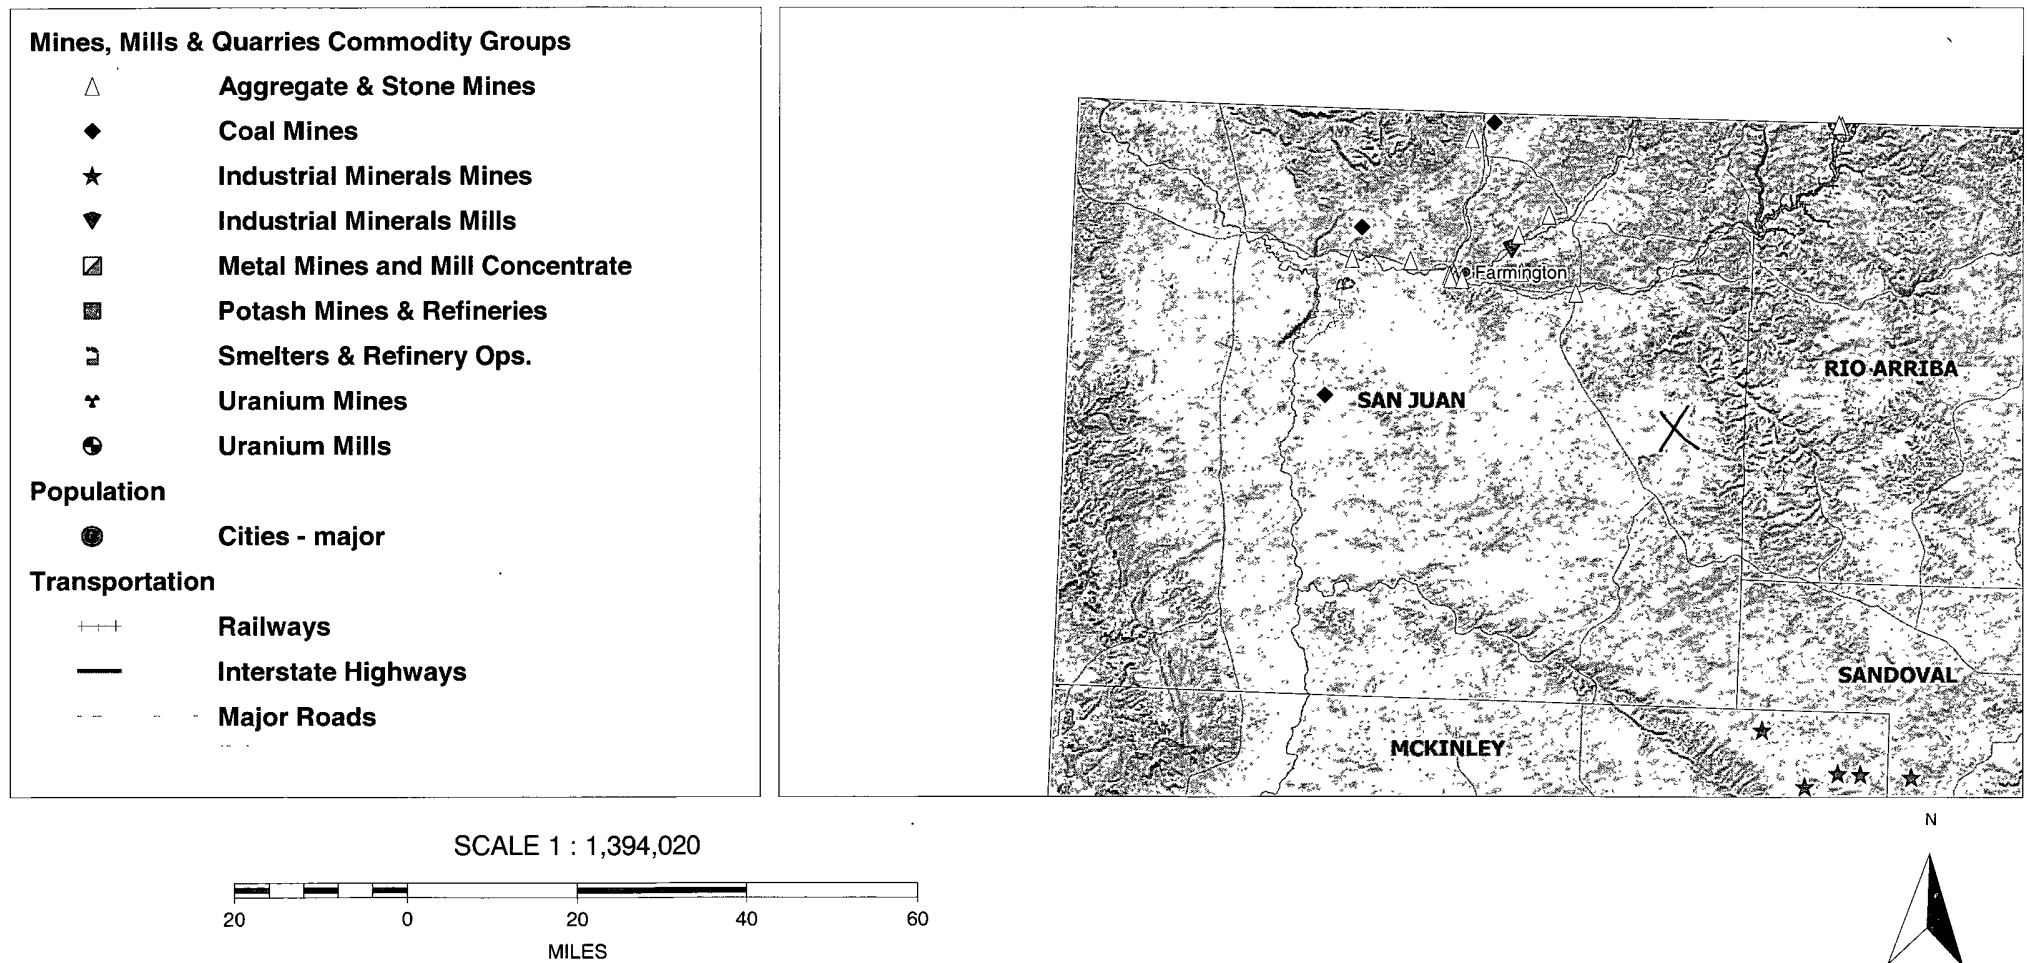 Mines, Mills & Quarries Commodity Groups
Aggregate & Stone Mines
Coal Mines
Industrial Minerals Mines
Industrial Minerals Mills
Metal Mines and Mill Concentrate
Potash Mines & Refineries
Smelters & Refinery Ops.
Uranium Mines
Uranium Mills
Population
Cities - major
Transportation
Railways
Interstate Highways
Major Roads
Farmington
RIO ARRIBA
SAN JUAN
SANDOVAL
MCKINLEY
SCALE 1 : 1,394,020
20 0 20 40 60
MILES
N